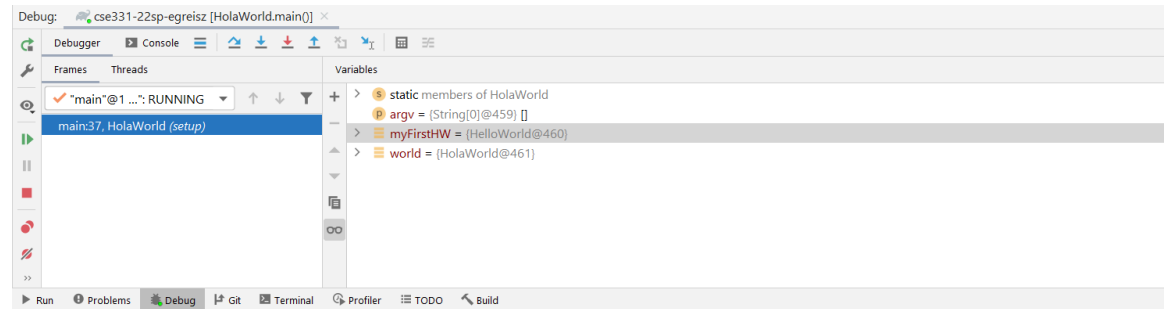 Debug: cse331-22sp-egreisz [HolaWorld.main()] ×
Debugger Console
Frames Threads Variables
"main"@1 ...": RUNNING
main:37, HolaWorld (setup)
static members of HolaWorld
argv = {String[0]@459} []
myFirstHW = {HelloWorld@460}
world = {HolaWorld@461}
Run Problems Debug Git Terminal Profiler TODO Build